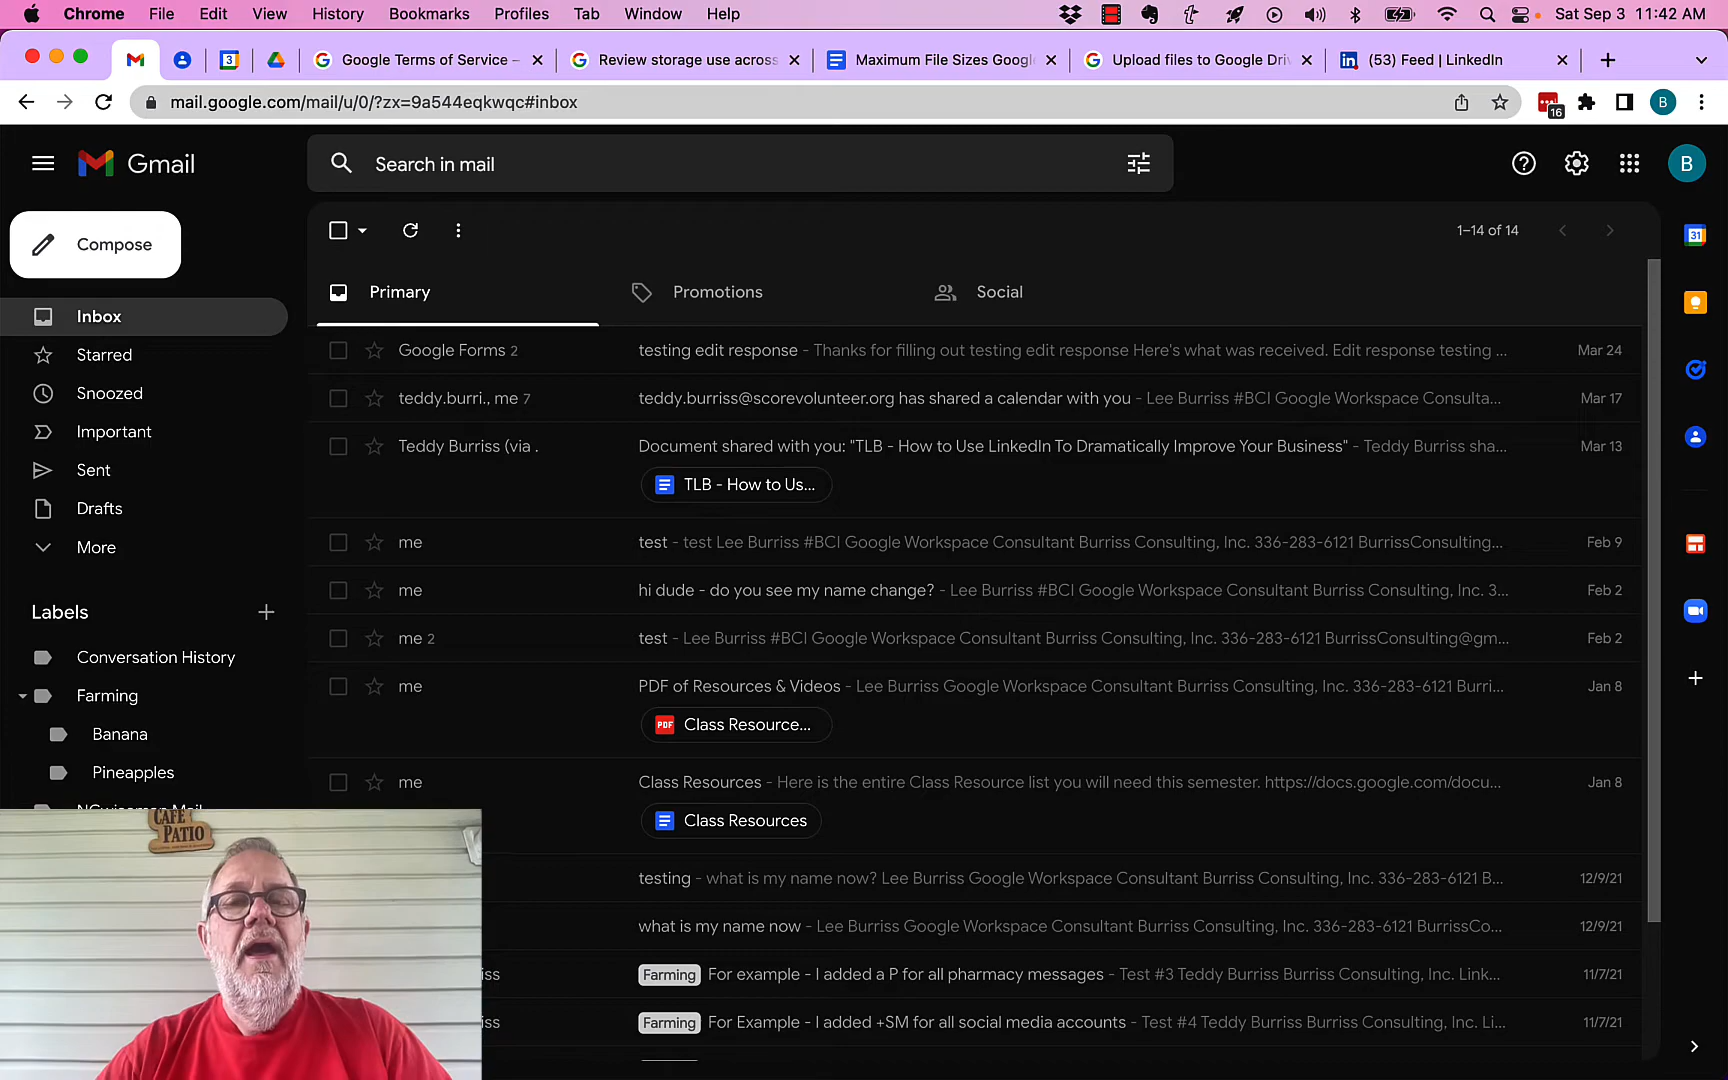 Chrome File Edit View History Bookmarks Profiles Tab Window Help Sat Sep 3 11:42 AM
Google Terms of Service – Review storage use across Maximum File Sizes Googl Upload files to Google Dri (53) Feed | LinkedIn
mail.google.com/mail/u/0/?zx=9a544eqkwqc#inbox 16 B
Gmail Search in mail B
Compose
1–14 of 14
Primary Promotions Social
Inbox
Starred
Snoozed
Important
Sent
Drafts
More
Labels
Conversation History
Farming
Banana
Pineapples
Google Forms 2 testing edit response - Thanks for filling out testing edit response Here's what was received. Edit response testing ... Mar 24
teddy.burri., me 7 teddy.burriss@scorevolunteer.org has shared a calendar with you - Lee Burriss #BCI Google Workspace Consulta... Mar 17
Teddy Burriss (via . Document shared with you: "TLB - How to Use LinkedIn To Dramatically Improve Your Business" - Teddy Burriss sha... Mar 13
TLB - How to Us...
me test - test Lee Burriss #BCI Google Workspace Consultant Burriss Consulting, Inc. 336-283-6121 BurrissConsulting... Feb 9
me hi dude - do you see my name change? - Lee Burriss #BCI Google Workspace Consultant Burriss Consulting, Inc. 3... Feb 2
me 2 test - Lee Burriss #BCI Google Workspace Consultant Burriss Consulting, Inc. 336-283-6121 BurrissConsulting@gm... Feb 2
me PDF of Resources & Videos - Lee Burriss Google Workspace Consultant Burriss Consulting, Inc. 336-283-6121 Burri... Jan 8
PDF Class Resource...
me Class Resources - Here is the entire Class Resource list you will need this semester. https://docs.google.com/docu... Jan 8
Class Resources
testing - what is my name now? Lee Burriss Google Workspace Consultant Burriss Consulting, Inc. 336-283-6121 B... 12/9/21
what is my name now - Lee Burriss Google Workspace Consultant Burriss Consulting, Inc. 336-283-6121 BurrissCo... 12/9/21
iss Farming For example - I added a P for all pharmacy messages - Test #3 Teddy Burriss Burriss Consulting, Inc. Link... 11/7/21
iss Farming For Example - I added +SM for all social media accounts - Test #4 Teddy Burriss Burriss Consulting, Inc. Li... 11/7/21
CAFE
PATIO
3
31